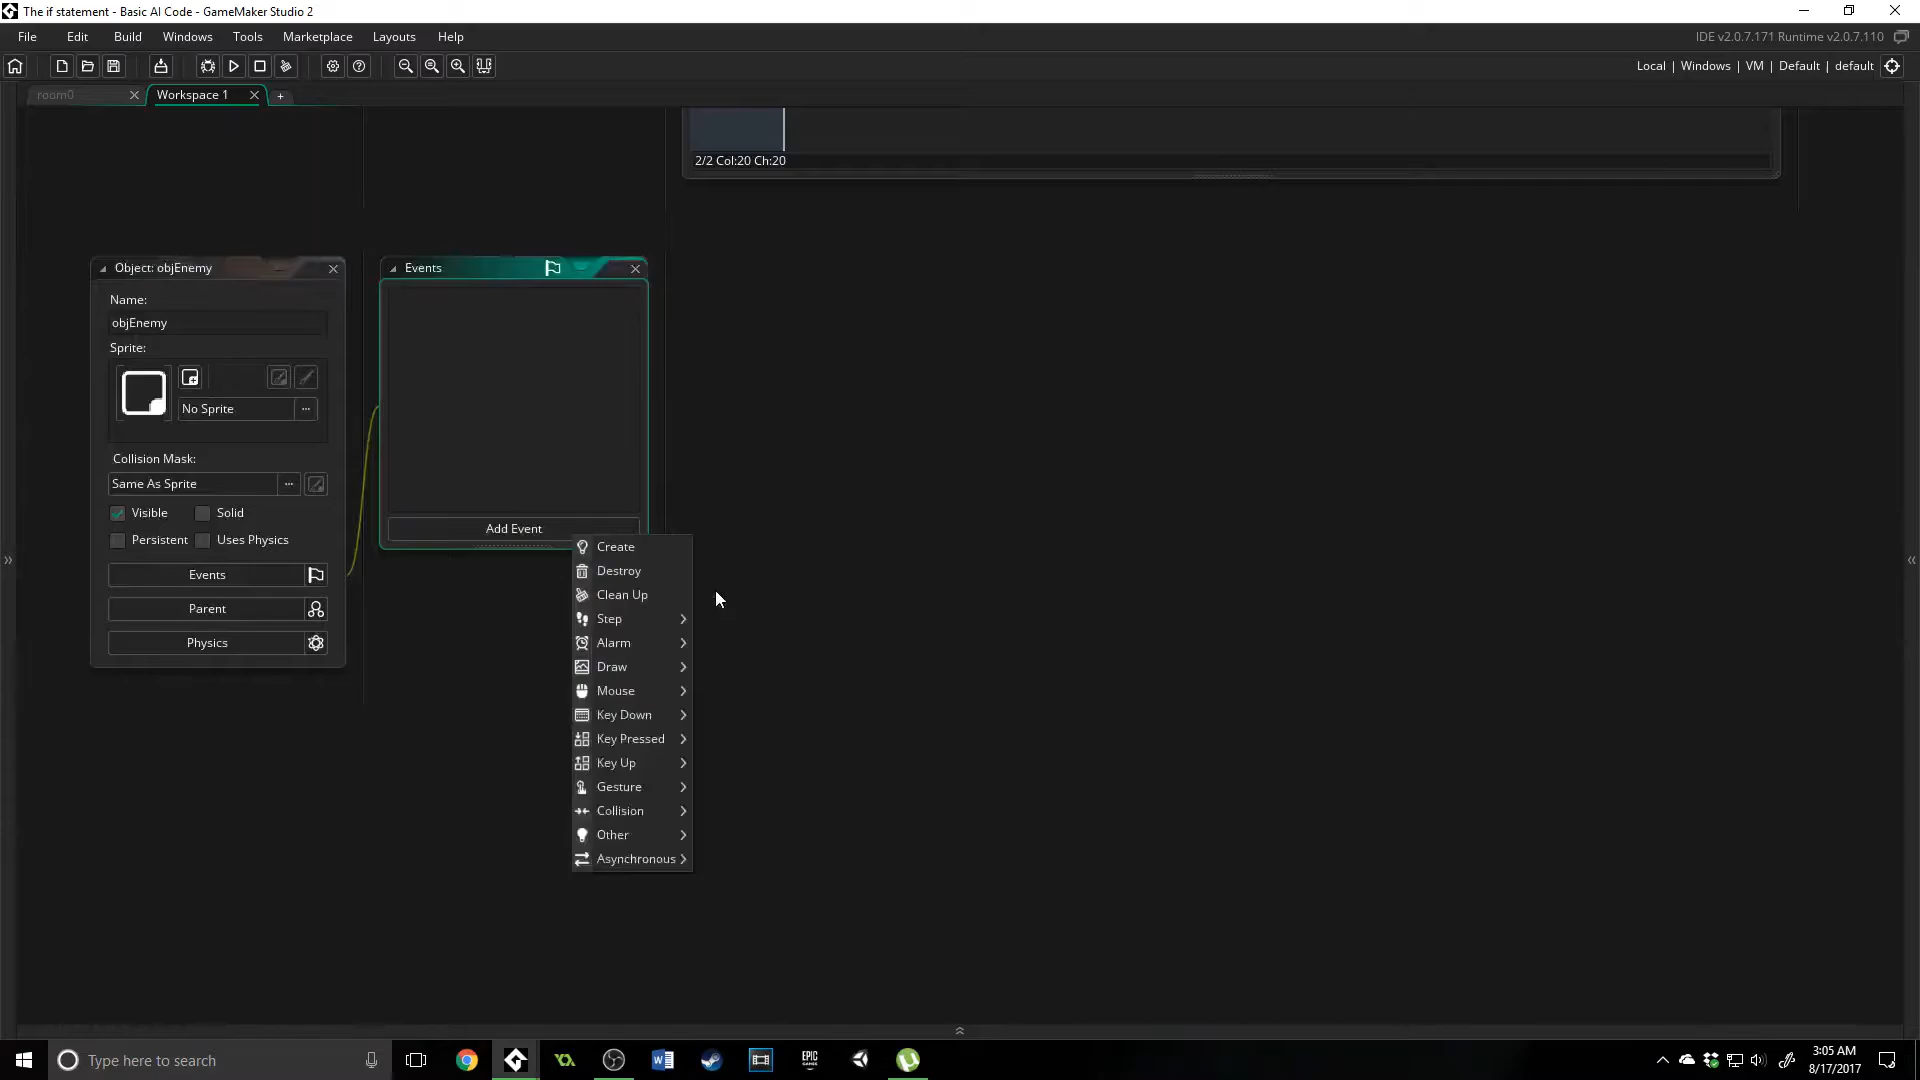 The if statement - Basic AI Code - GameMaker Studio 2
File Edit Build Windows Tools Marketplace Layouts Help
IDE v2.0.7.171 Runtime v2.0.7.110
Local | Windows | VM | Default | default
room0
Workspace 1
2/2 Col:20 Ch:20
Object: objEnemy
Name:
objEnemy
Sprite:
No Sprite
Collision Mask:
Same As Sprite
Visible Solid
Persistent Uses Physics
Events
Parent
Physics
Events
Add Event
Create
Destroy
Clean Up
Step
Alarm
Draw
Mouse
Key Down
Key Pressed
Key Up
Gesture
Collision
Other
Asynchronous
Type here to search
EPIC
GAMES
3:05 AM
8/17/2017